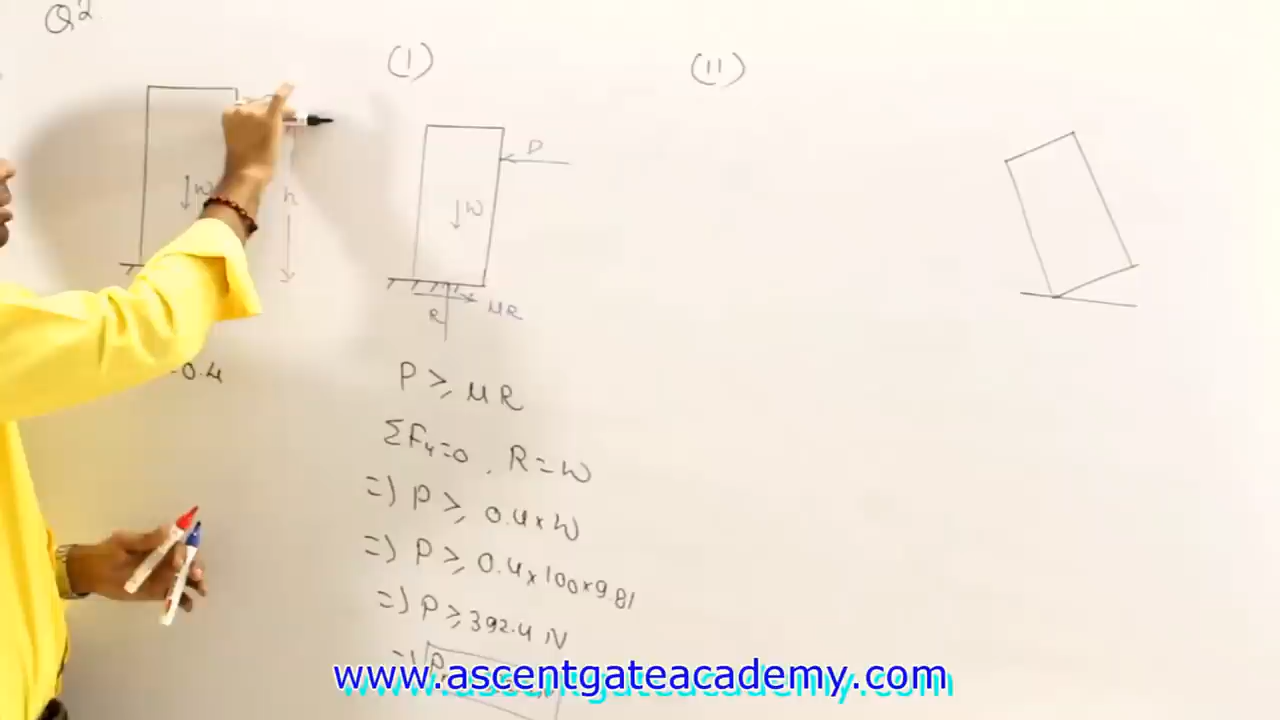 Q2
(I)
(II)
W
h
P
W
R
μR
=0.4
P ≥ μR
ΣFy=0, R=W
⇒ P ≥ 0.4×W
⇒ P ≥ 0.4×100×9.81
⇒ P ≥ 392.4 N
⇒ P
www.ascentgateacademy.com